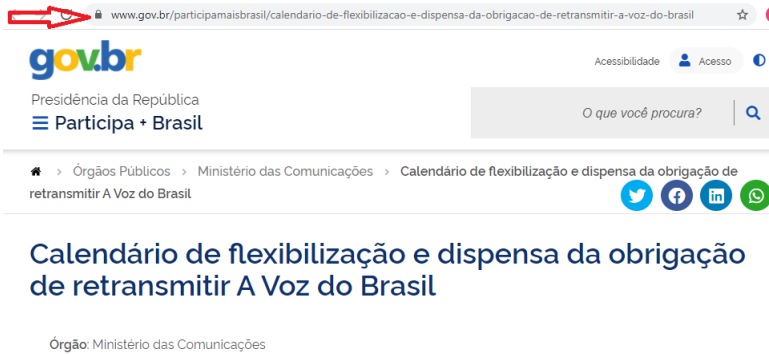 www.gov.br/participamaisbrasil/calendario-de-flexibilizacao-e-dispensa-da-obrigacao-de-retransmitir-a-voz-do-brasil
gov.br
Acessibilidade
Acesso
Presidência da República
Participa + Brasil
O que você procura?
Órgãos Públicos > Ministério das Comunicações > Calendário de flexibilização e dispensa da obrigação de
retransmitir A Voz do Brasil
Calendário de flexibilização e dispensa da obrigação
de retransmitir A Voz do Brasil
Órgão: Ministério das Comunicações